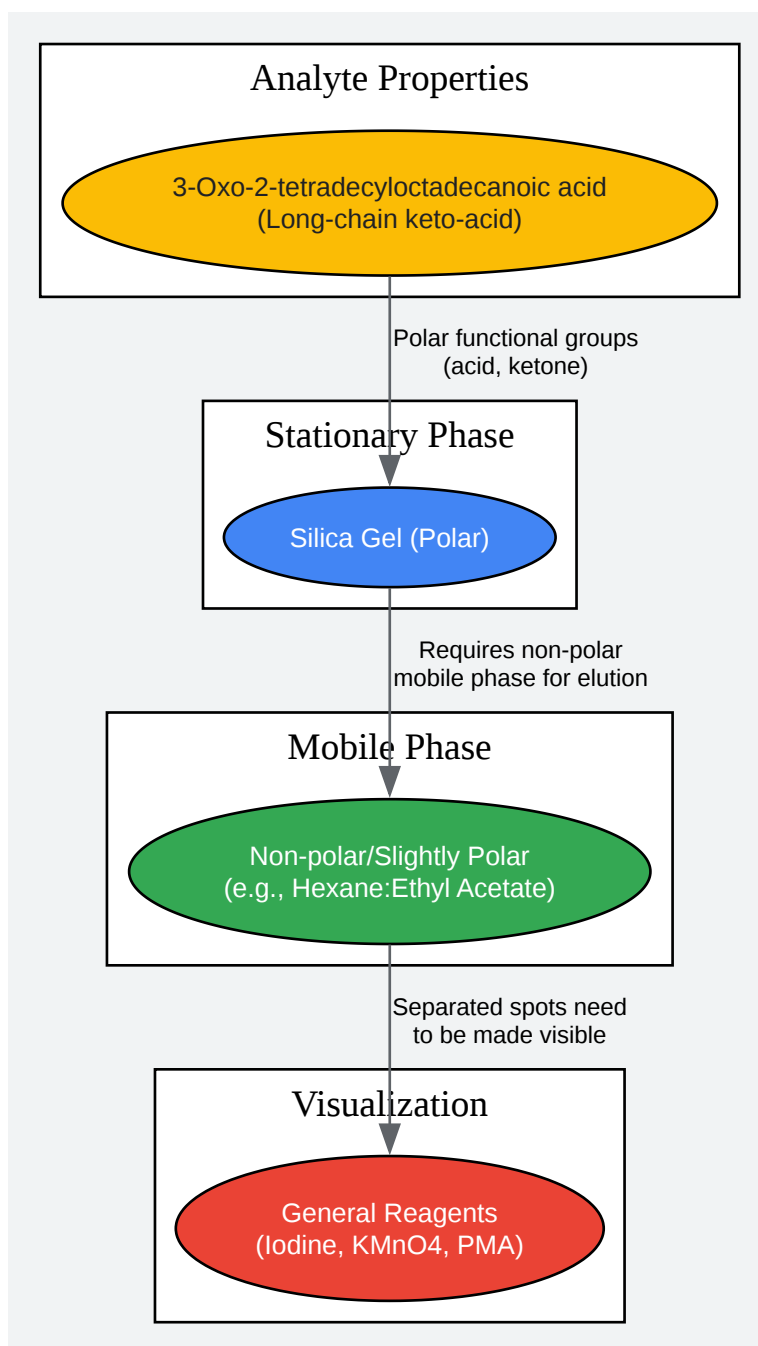 Analyte Properties
3-Oxo-2-tetradecyloctadecanoic acid
(Long-chain keto-acid)
Polar functional groups
(acid, ketone)
Stationary Phase
Silica Gel (Polar)
Requires non-polar
mobile phase for elution
Mobile Phase
Non-polar/Slightly Polar
(e.g., Hexane:Ethyl Acetate)
Separated spots need
to be made visible
Visualization
General Reagents
(Iodine, KMnO4, PMA)